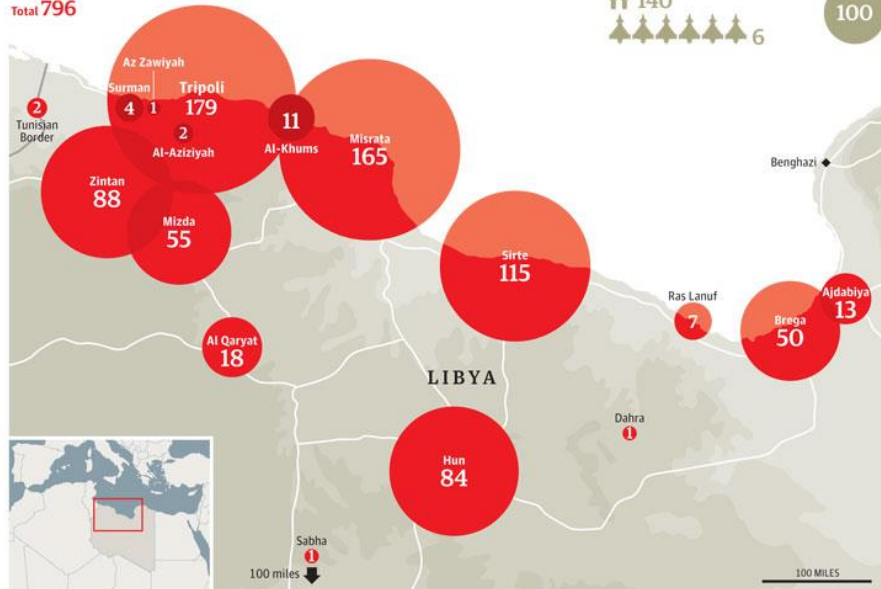 Total 796
140
6
100
Az Zawiyah
Surman
4
1
Tripoli
179
2
Tunisian
Border
2
Al-Aziziyah
11
Al-Khums
Misrata
165
Benghazi
Zintan
88
Mizda
55
Sirte
115
Ras Lanuf
7
Ajdabiya
13
Brega
50
Al Qaryat
18
LIBYA
Dahra
1
Hun
84
Sabha
1
100 miles
100 MILES